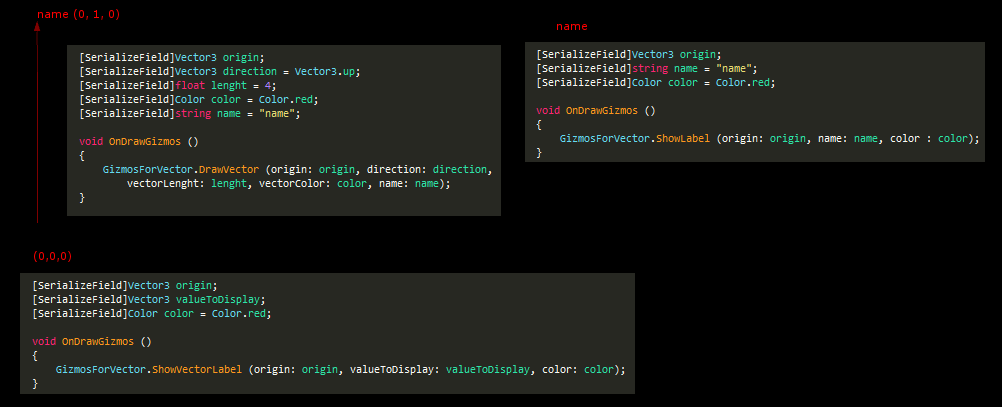 name (0, 1, 0)
[SerializeField]Vector3 origin;
[SerializeField]Vector3 direction = Vector3.up;
[SerializeField]float lenght = 4;
[SerializeField]Color color = Color.red;
[SerializeField]string name = "name";
void OnDrawGizmos ()
{
GizmosForVector.DrawVector (origin: origin, direction: direction,
vectorLenght: lenght, vectorColor: color, name: name);
}
name
[SerializeField]Vector3 origin;
[SerializeField]string name = "name";
[SerializeField]Color color = Color.red;
void OnDrawGizmos ()
{
GizmosForVector.ShowLabel (origin: origin, name: name, color : color);
}
(0,0,0)
[SerializeField]Vector3 origin;
[SerializeField]Vector3 valueToDisplay;
[SerializeField]Color color = Color.red;
void OnDrawGizmos ()
{
GizmosForVector.ShowVectorLabel (origin: origin, valueToDisplay: valueToDisplay, color: color);
}